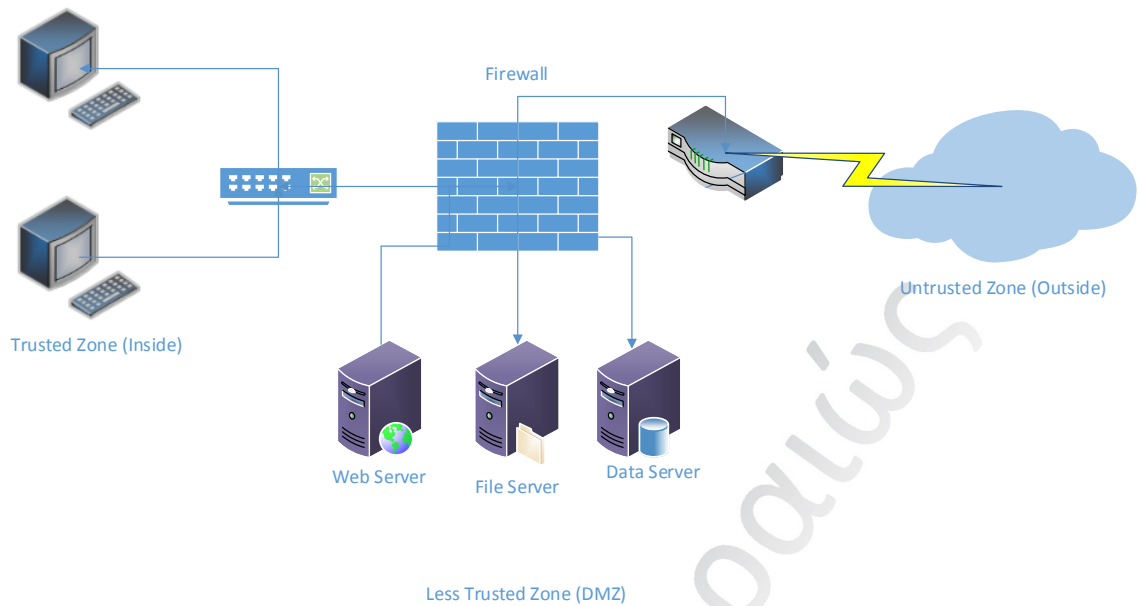 Firewall
Untrusted Zone (Outside)
Trusted Zone (Inside)
Web Server
File Server
Data Server
Less Trusted Zone (DMZ)